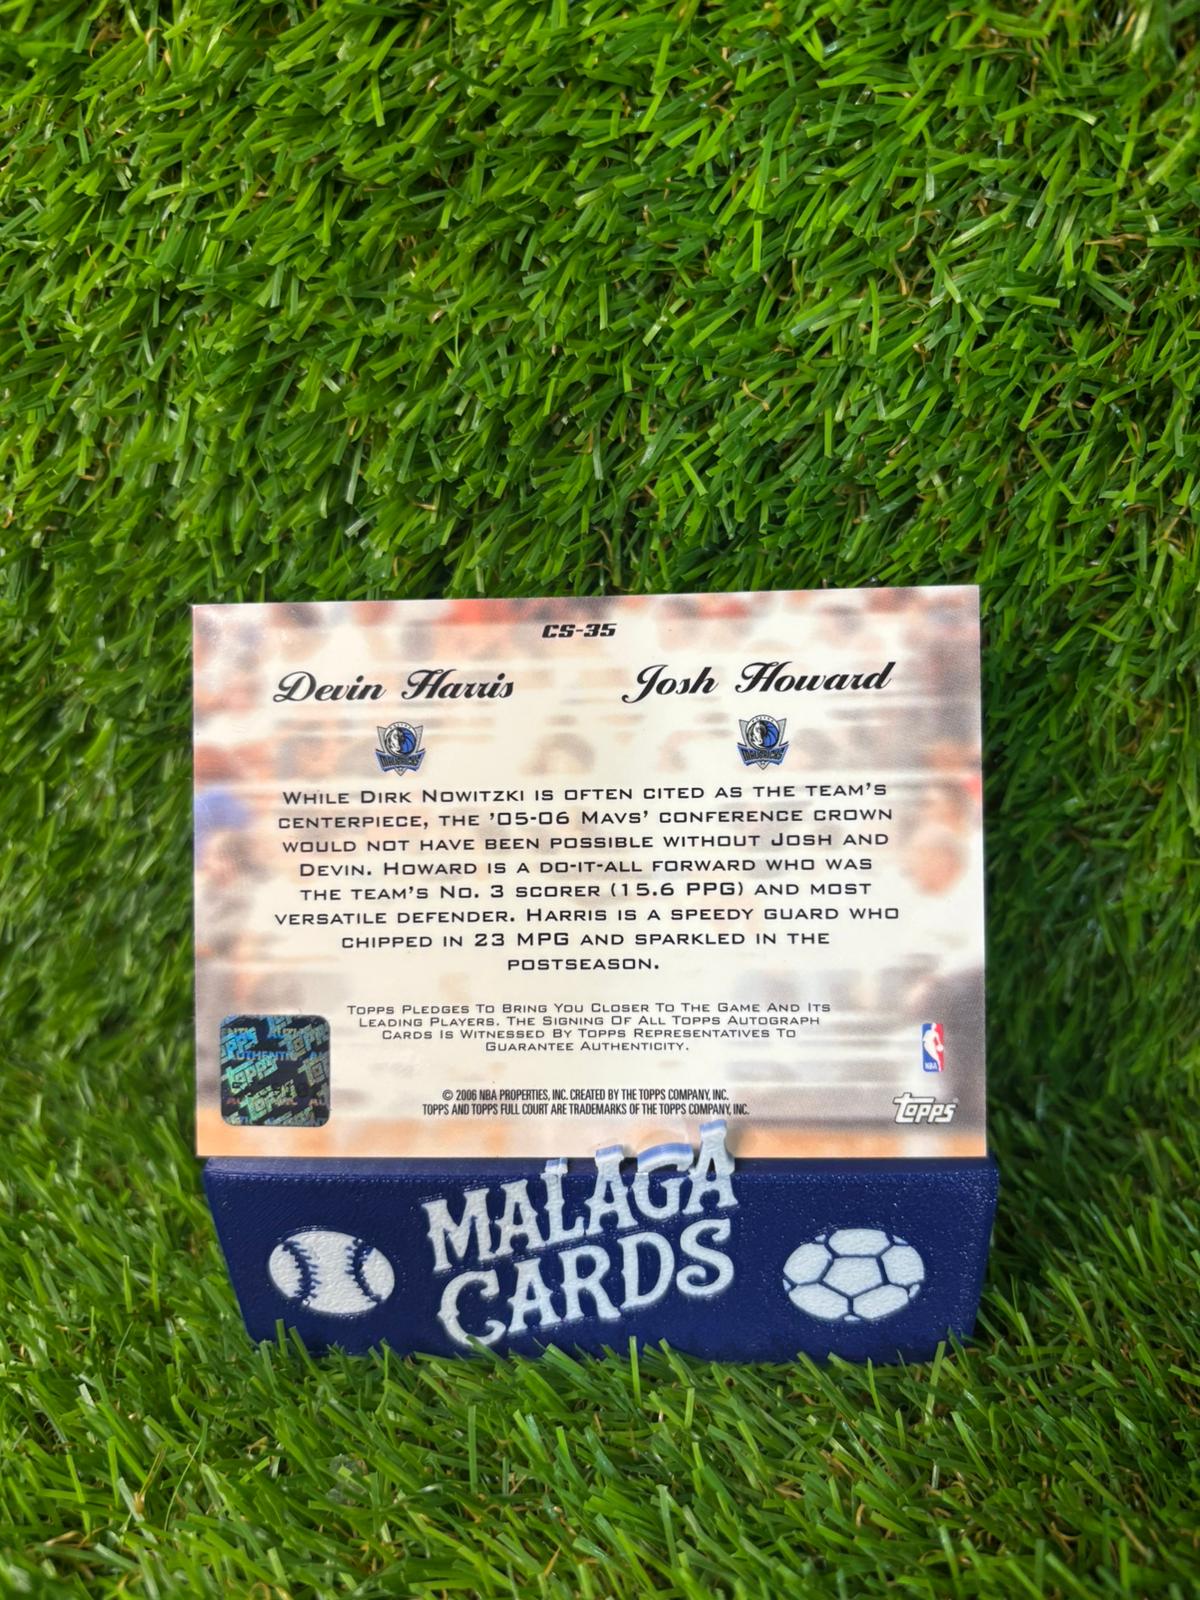 CS-35
Devin Harris
Josh Howard
MAVERICKS
MAVERICKS
WHILE DIRK NOWITZKI IS OFTEN CITED AS THE TEAM'S
CENTERPIECE, THE '05-06 MAVS' CONFERENCE CROWN
WOULD NOT HAVE BEEN POSSIBLE WITHOUT JOSH AND
DEVIN. HOWARD IS A DO-IT-ALL FORWARD WHO WAS
THE TEAM'S NO. 3 SCORER (15.6 PPG) AND MOST
VERSATILE DEFENDER. HARRIS IS A SPEEDY GUARD WHO
CHIPPED IN 23 MPG AND SPARKLED IN THE
POSTSEASON.
TOPPS PLEDGES TO BRING YOU CLOSER TO THE GAME AND ITS
LEADING PLAYERS. THE SIGNING OF ALL TOPPS AUTOGRAPH
CARDS IS WITNESSED BY TOPPS REPRESENTATIVES TO
GUARANTEE AUTHENTICITY.
NBA
© 2006 NBA PROPERTIES, INC. CREATED BY THE TOPPS COMPANY, INC.
TOPPS AND TOPPS FULL COURT ARE TRADEMARKS OF THE TOPPS COMPANY, INC.
topps
MALAGA
CARDS